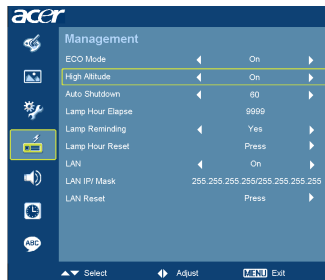 acer
Management
ECO Mode On
High Altitude On
Auto Shutdown 60
Lamp Hour Elapse 9999
Lamp Reminding Yes
Lamp Hour Reset Press
LAN On
LAN IP/ Mask 255.255.255.255/255.255.255.255
LAN Reset Press
ABC
Select Adjust MENU Exit